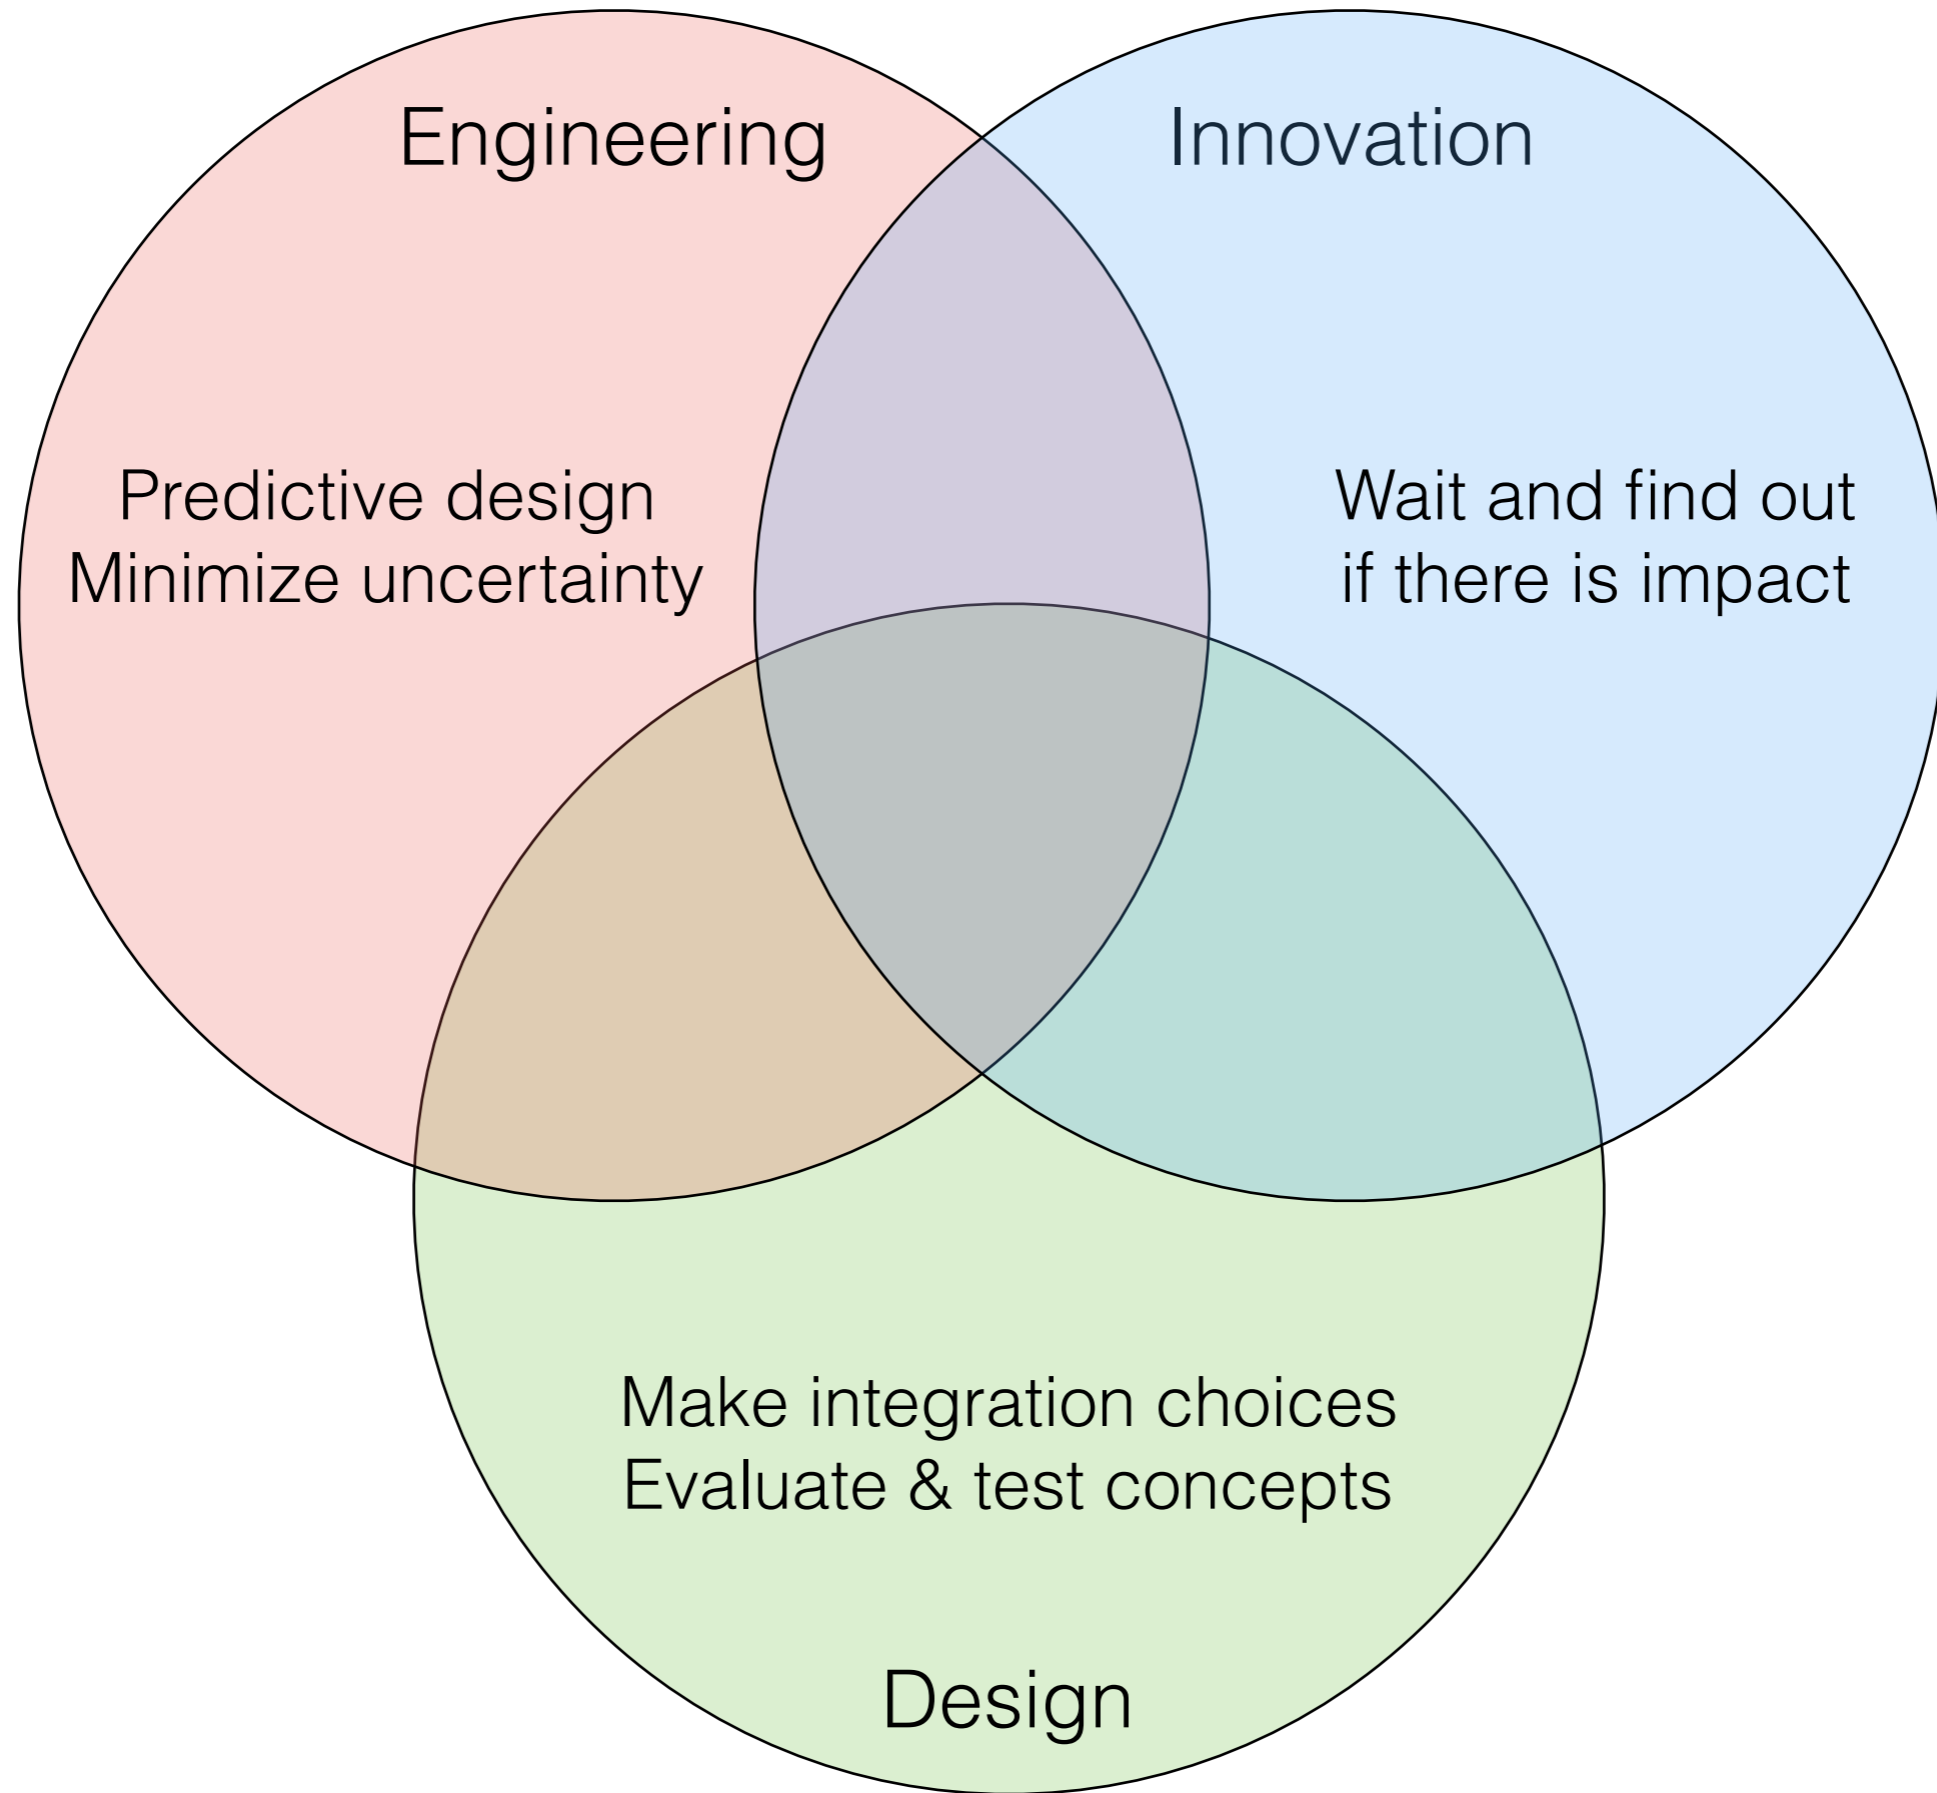 Engineering
Innovation
Predictive design
Minimize uncertainty
Wait and find out
if there is impact
Make integration choices
Evaluate & test concepts
Design